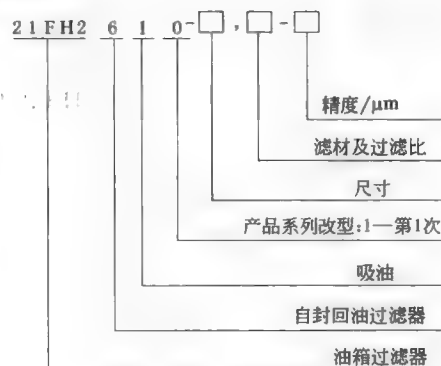 21FH2 6 1 0-□,□-□
精度/μm
滤材及过滤比
尺寸
产品系列改型:1—第1次
吸油
自封回油过滤器
油箱过滤器